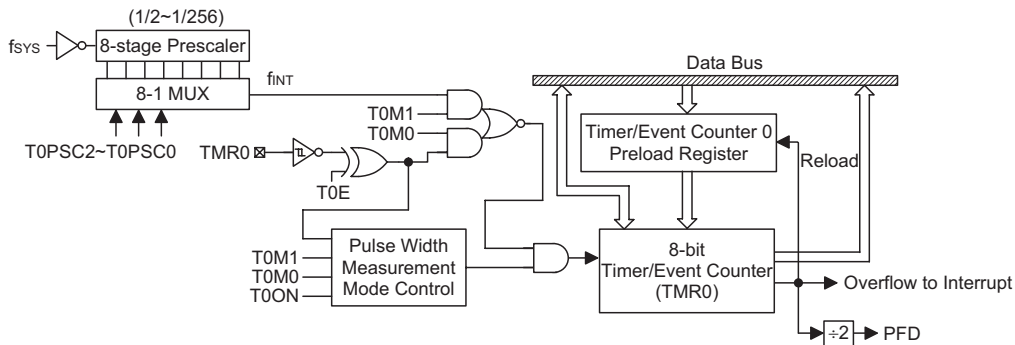 (1/2~1/256)
fSYS
8-stage Prescaler
8-1 MUX
fINT
T0PSC2~T0PSC0
TMR0
T0E
T0M1
T0M0
T0M1
T0M0
T0ON
Pulse Width
Measurement
Mode Control
Data Bus
Timer/Event Counter 0
Preload Register
Reload
8-bit
Timer/Event Counter
(TMR0)
Overflow to Interrupt
÷2
PFD